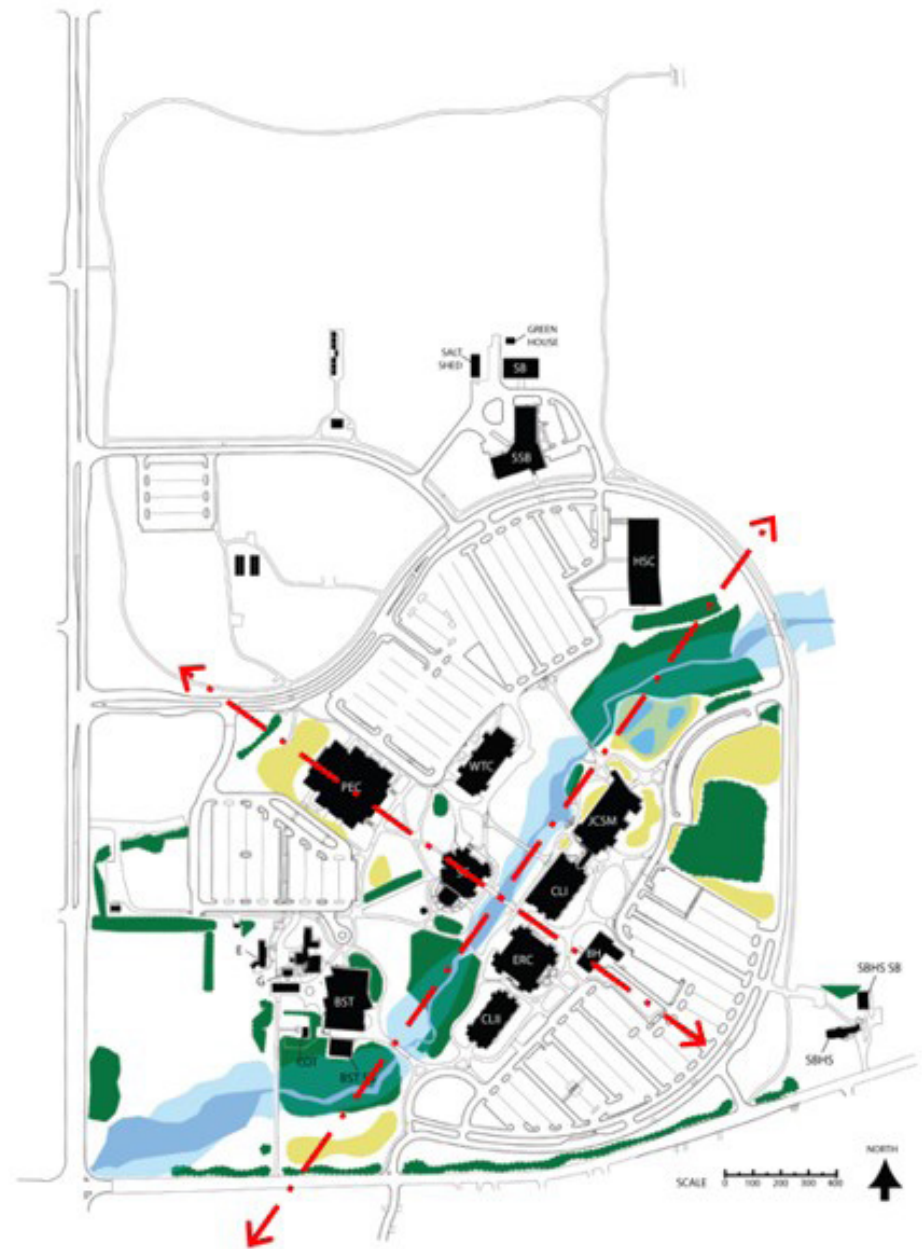 GREEN
HOUSE
SALT
SHED
SB
SSB
HSC
WTC
PEC
JCSM
CLI
E
ERC
BH
G
BST
SBHS SB
CLII
SBHS
COT
BST
NORTH
SCALE
0 100 200 300 400